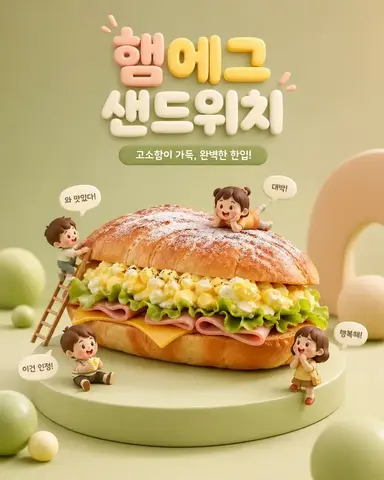 햄에그
샌드위치
고소함이 가득, 완벽한 한입!
와 맛있다!
대박!
이건 인정!
행복해!